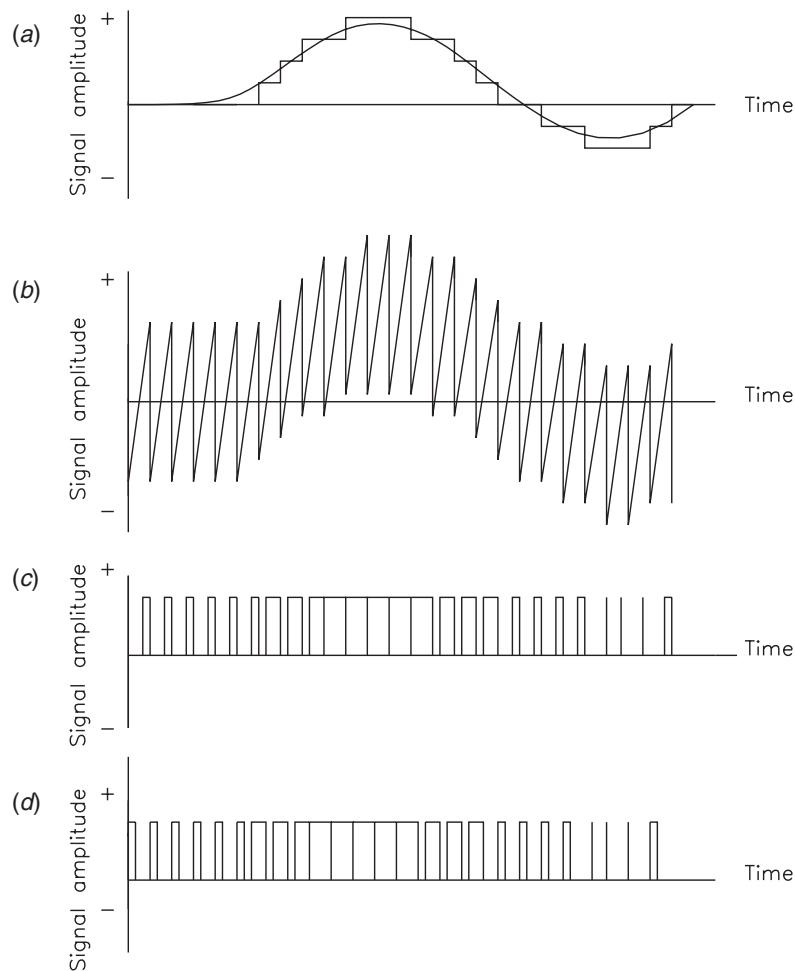 (a)
Signal amplitude
+
−
Time
(b)
Signal amplitude
+
−
Time
(c)
Signal amplitude
+
−
Time
(d)
Signal amplitude
+
−
Time